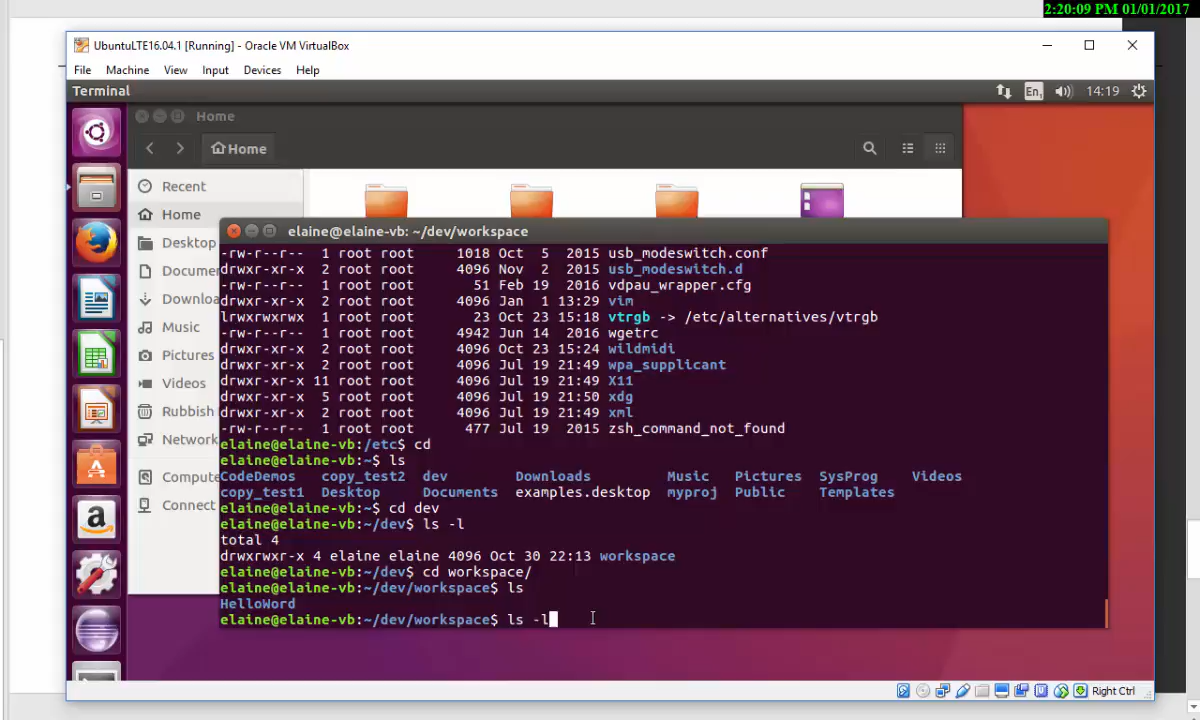 2:20:09 PM 01/01/2017
UbuntuLTE16.04.1 [Running] - Oracle VM VirtualBox
File Machine View Input Devices Help
Terminal
En1 14:19
Home
Home
Recent
Home
Desktop
Docume
Downloa
Music
Pictures
Videos
Rubbish
Network
Compute
Connect
elaine@elaine-vb: ~/dev/workspace
-rw-r--r-- 1 root root 1018 Oct 5 2015 usb_modeswitch.conf
drwxr-xr-x 2 root root 4096 Nov 2 2015 usb_modeswitch.d
-rw-r--r-- 1 root root 51 Feb 19 2016 vdpau_wrapper.cfg
drwxr-xr-x 2 root root 4096 Jan 1 13:29 vim
lrwxrwxrwx 1 root root 23 Oct 23 15:18 vtrgb -> /etc/alternatives/vtrgb
-rw-r--r-- 1 root root 4942 Jun 14 2016 wgetrc
drwxr-xr-x 2 root root 4096 Oct 23 15:24 wildmidi
drwxr-xr-x 2 root root 4096 Jul 19 21:49 wpa_supplicant
drwxr-xr-x 11 root root 4096 Jul 19 21:49 X11
drwxr-xr-x 5 root root 4096 Jul 19 21:50 xdg
drwxr-xr-x 2 root root 4096 Jul 19 21:49 xml
-rw-r--r-- 1 root root 477 Jul 19 2015 zsh_command_not_found
elaine@elaine-vb:/etc$ cd
elaine@elaine-vb:~$ ls
CodeDemos copy_test2 dev Downloads Music Pictures SysProg Videos
copy_test1 Desktop Documents examples.desktop myproj Public Templates
elaine@elaine-vb:~$ cd dev
elaine@elaine-vb:~/dev$ ls -l
total 4
drwxrwxr-x 4 elaine elaine 4096 Oct 30 22:13 workspace
elaine@elaine-vb:~/dev$ cd workspace/
elaine@elaine-vb:~/dev/workspace$ ls
HelloWord
elaine@elaine-vb:~/dev/workspace$ ls -l
Right Ctrl